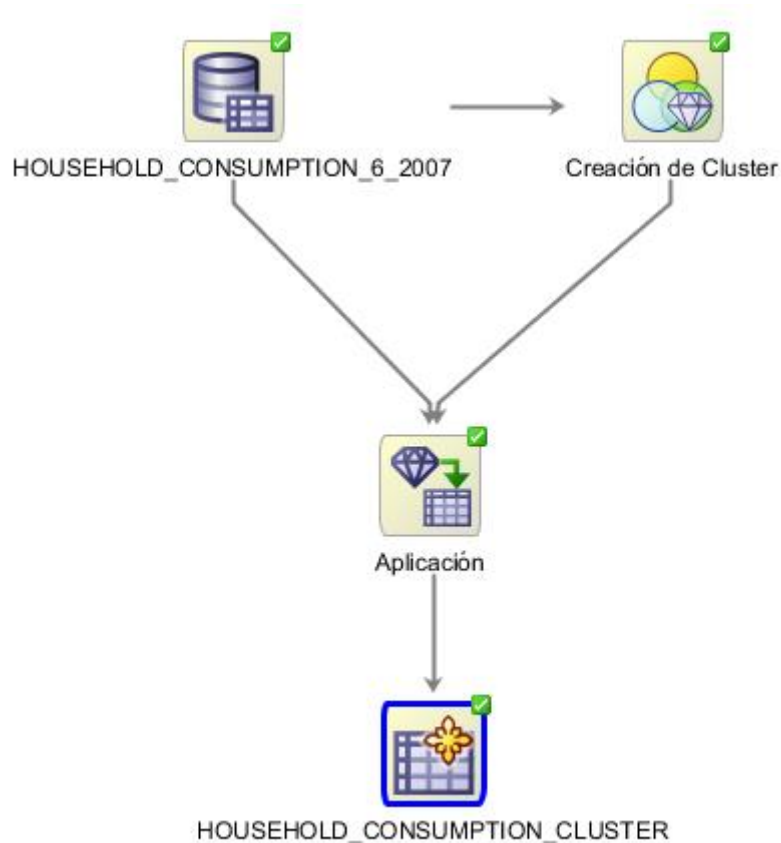 HOUSEHOLD_CONSUMPTION_6_2007
Creación de Cluster
Aplicación
HOUSEHOLD_CONSUMPTION_CLUSTER